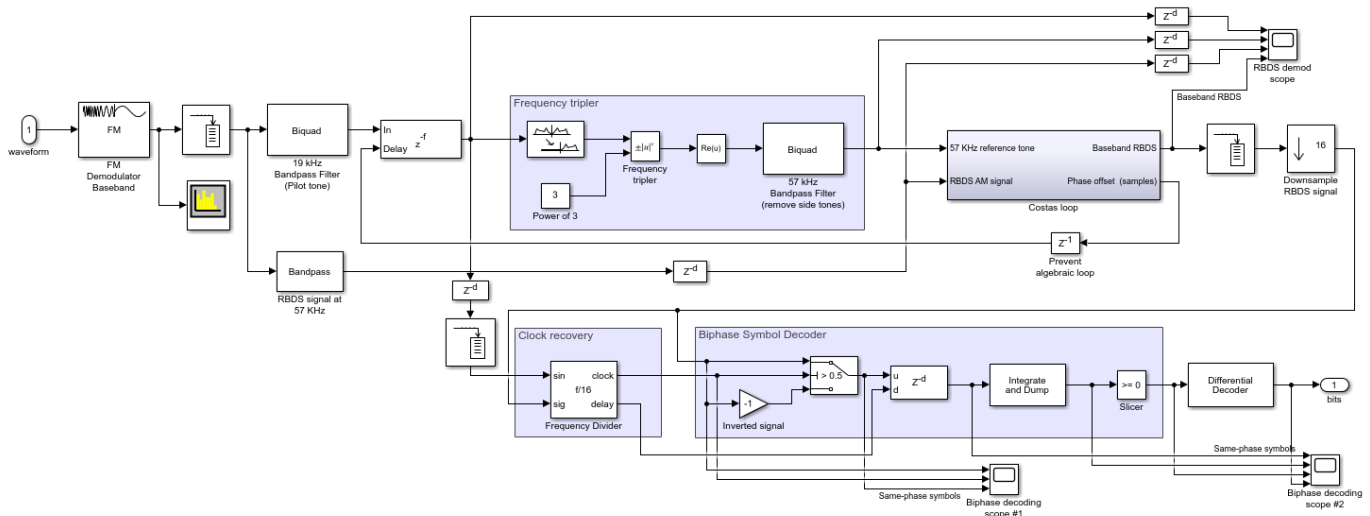 Z-d
Z-d
Z-d
RBDS demod
scope
Baseband RBDS
1
waveform
FM
FM
Demodulator
Baseband
Biquad
19 kHz
Bandpass Filter
(Pilot tone)
In
Delay
z-f
Frequency tripler
3
Power of 3
±|u|v
Frequency
tripler
Re(u)
Biquad
57 kHz
Bandpass Filter
(remove side tones)
57 KHz reference tone
RBDS AM signal
Baseband RBDS
Phase offset (samples)
Costas loop
16
Downsample
RBDS signal
Z-1
Prevent
algebraic loop
Bandpass
RBDS signal at
57 KHz
Z-d
Z-d
Clock recovery
sin
sig
f/16
clock
delay
Frequency Divider
Biphase Symbol Decoder
-1
Inverted signal
> 0.5
u
d
Z-d
Integrate
and Dump
>= 0
Slicer
Differential
Decoder
1
bits
Same-phase symbols
Biphase decoding
scope #1
Same-phase symbols
Biphase decoding
scope #2